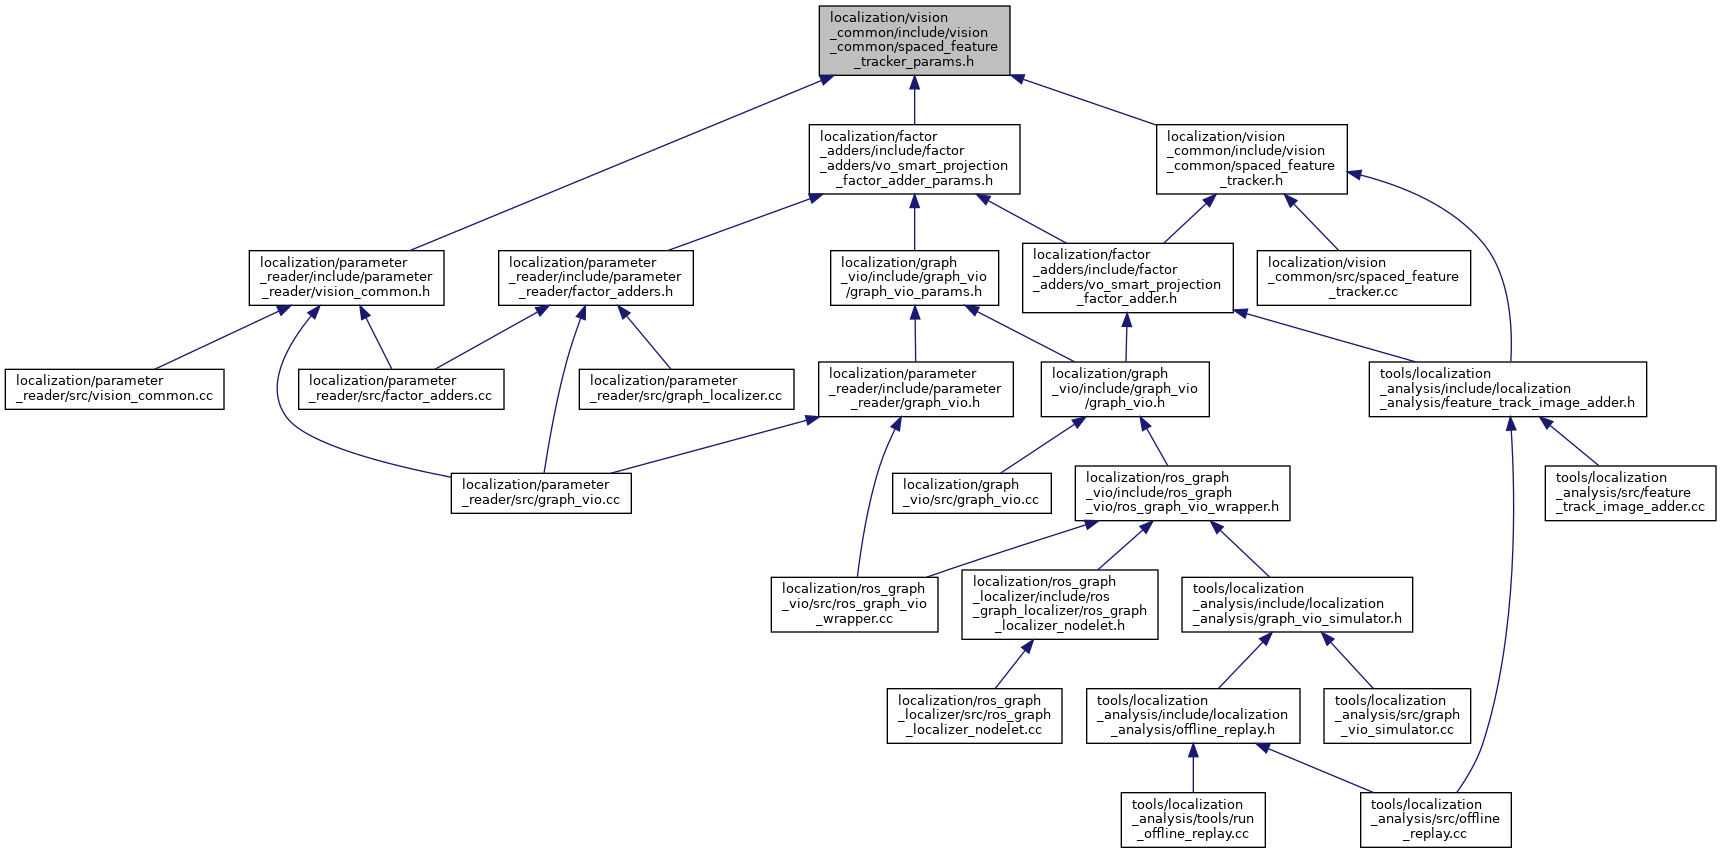 localization/vision
_common/include/vision
_common/spaced_feature
_tracker_params.h
localization/factor
_adders/include/factor
_adders/vo_smart_projection
_factor_adder_params.h
localization/vision
_common/include/vision
_common/spaced_feature
_tracker.h
localization/parameter
_reader/include/parameter
_reader/vision_common.h
localization/parameter
_reader/include/parameter
_reader/factor_adders.h
localization/graph
_vio/include/graph_vio
/graph_vio_params.h
localization/factor
_adders/include/factor
_adders/vo_smart_projection
_factor_adder.h
localization/vision
_common/src/spaced_feature
_tracker.cc
localization/parameter
_reader/src/vision_common.cc
localization/parameter
_reader/src/factor_adders.cc
localization/parameter
_reader/src/graph_localizer.cc
localization/parameter
_reader/include/parameter
_reader/graph_vio.h
localization/graph
_vio/include/graph_vio
/graph_vio.h
tools/localization
_analysis/include/localization
_analysis/feature_track_image_adder.h
localization/parameter
_reader/src/graph_vio.cc
localization/graph
_vio/src/graph_vio.cc
localization/ros_graph
_vio/include/ros_graph
_vio/ros_graph_vio_wrapper.h
tools/localization
_analysis/src/feature
_track_image_adder.cc
localization/ros_graph
_vio/src/ros_graph_vio
_wrapper.cc
localization/ros_graph
_localizer/include/ros
_graph_localizer/ros_graph
_localizer_nodelet.h
tools/localization
_analysis/include/localization
_analysis/graph_vio_simulator.h
localization/ros_graph
_localizer/src/ros_graph
_localizer_nodelet.cc
tools/localization
_analysis/include/localization
_analysis/offline_replay.h
tools/localization
_analysis/src/graph
_vio_simulator.cc
tools/localization
_analysis/tools/run
_offline_replay.cc
tools/localization
_analysis/src/offline
_replay.cc